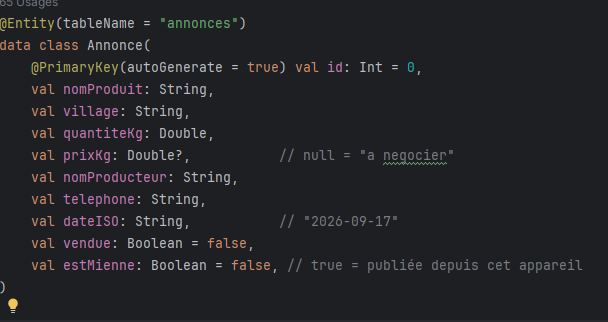 65 Usages
@Entity(tableName = "annonces")
data class Annonce(
@PrimaryKey(autoGenerate = true) val id: Int = 0,
val nomProduit: String,
val village: String,
val quantiteKg: Double,
val prixKg: Double?, // null = "a negocier"
val nomProducteur: String,
val telephone: String,
val dateISO: String, // "2026-09-17"
val vendue: Boolean = false,
val estMienne: Boolean = false, // true = publiée depuis cet appareil
)